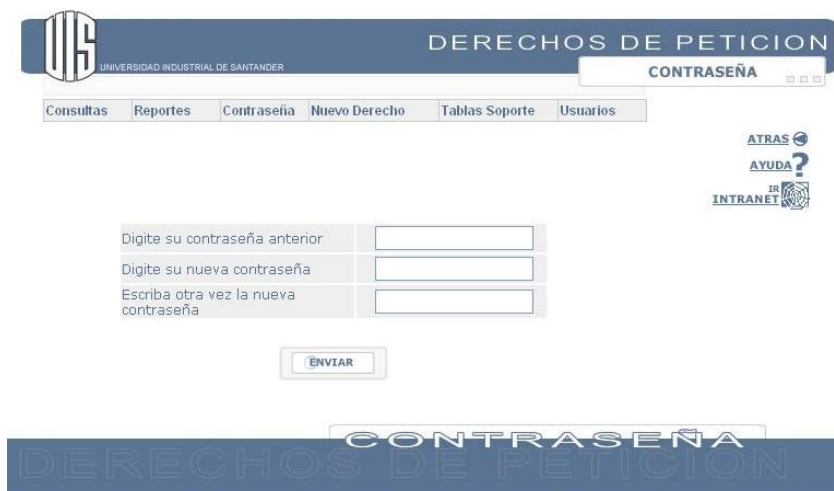 UIS
UNIVERSIDAD INDUSTRIAL DE SANTANDER
DERECHOS DE PETICION
CONTRASEÑA
Consultas Reportes Contraseña Nuevo Derecho Tablas Soporte Usuarios
ATRAS
AYUDA?
IR
INTRANET
Digite su contraseña anterior
Digite su nueva contraseña
Escriba otra vez la nueva
contraseña
ENVIAR
CONTRASEÑA
DERECHOS DE PETICION